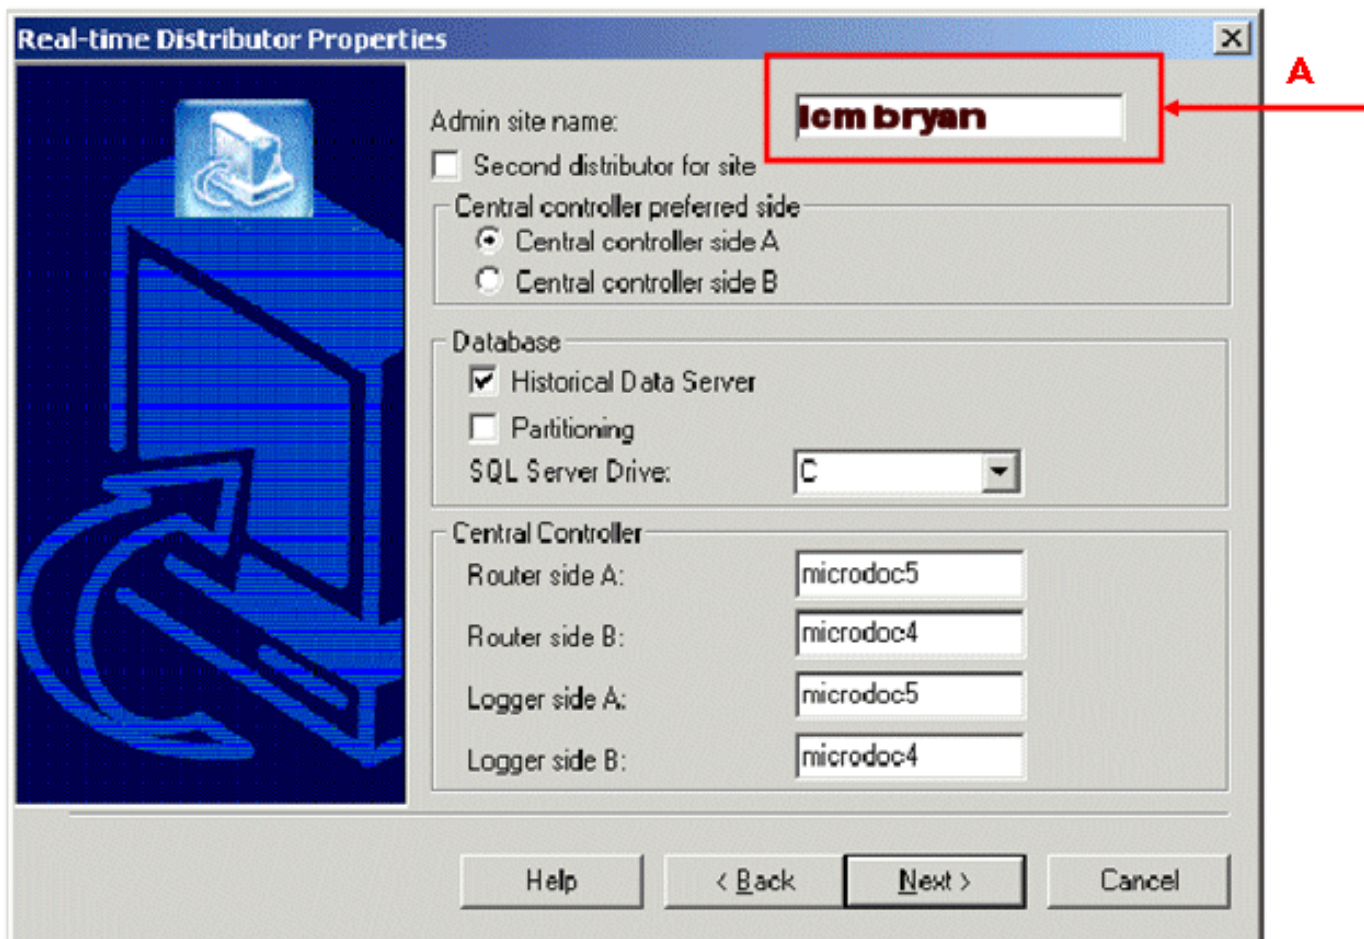 Real-time Distributor Properties
A
Admin site name: Icm bryan
Second distributor for site
Central controller preferred side
Central controller side A
Central controller side B
Database
Historical Data Server
Partitioning
SQL Server Drive: C
Central Controller
Router side A: microdoc5
Router side B: microdoc4
Logger side A: microdoc5
Logger side B: microdoc4
Help < Back Next > Cancel